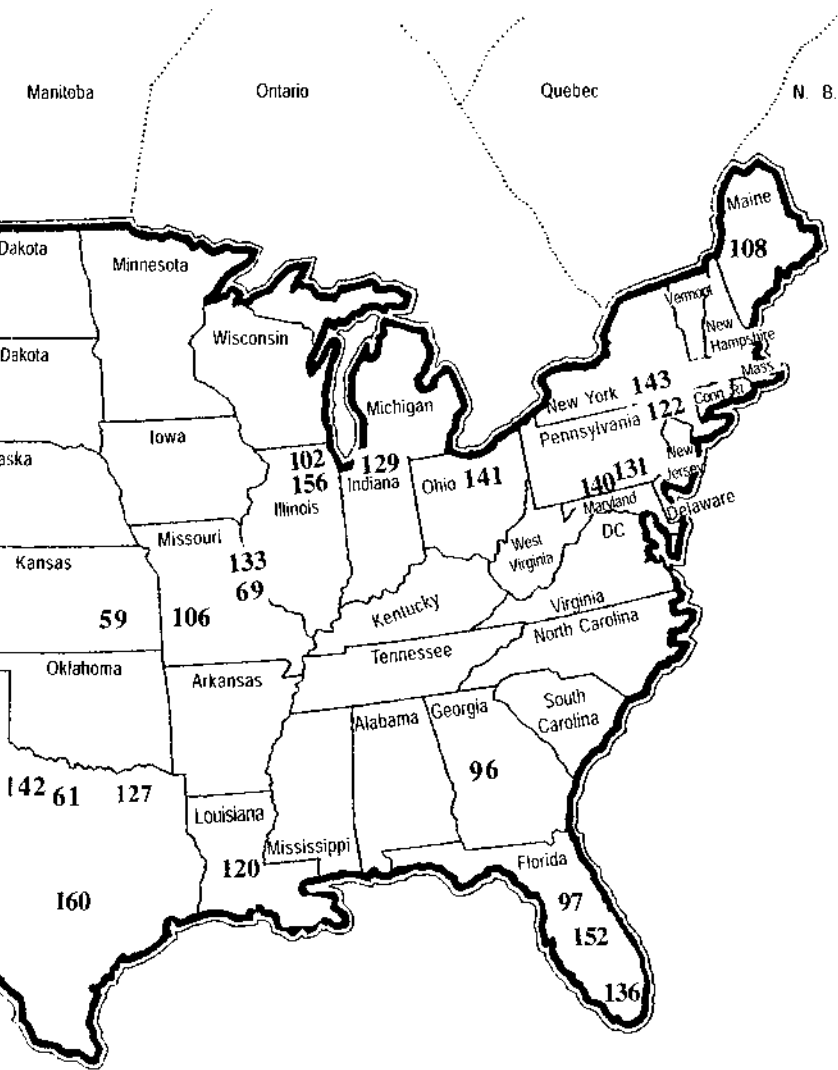 Manitoba
Ontario
Quebec
N. B.
Maine
108
Dakota
Minnesota
Vermont
New
Hampshire
Wisconsin
Dakota
Mass
Michigan
New York 143
Conn RI
122
Pennsylvania
Iowa
aska
New
Jersey
102
129
156
Indiana
Ohio 141
131
140
Illinois
Maryland
Delaware
DC
Missouri
West
Virginia
Kansas
133
69
Kentucky
Virginia
59
106
North Carolina
Tennessee
Oklahoma
Arkansas
South
Carolina
Alabama
Georgia
96
142
61
127
Louisiana
Mississippi
120
Florida
160
97
152
136